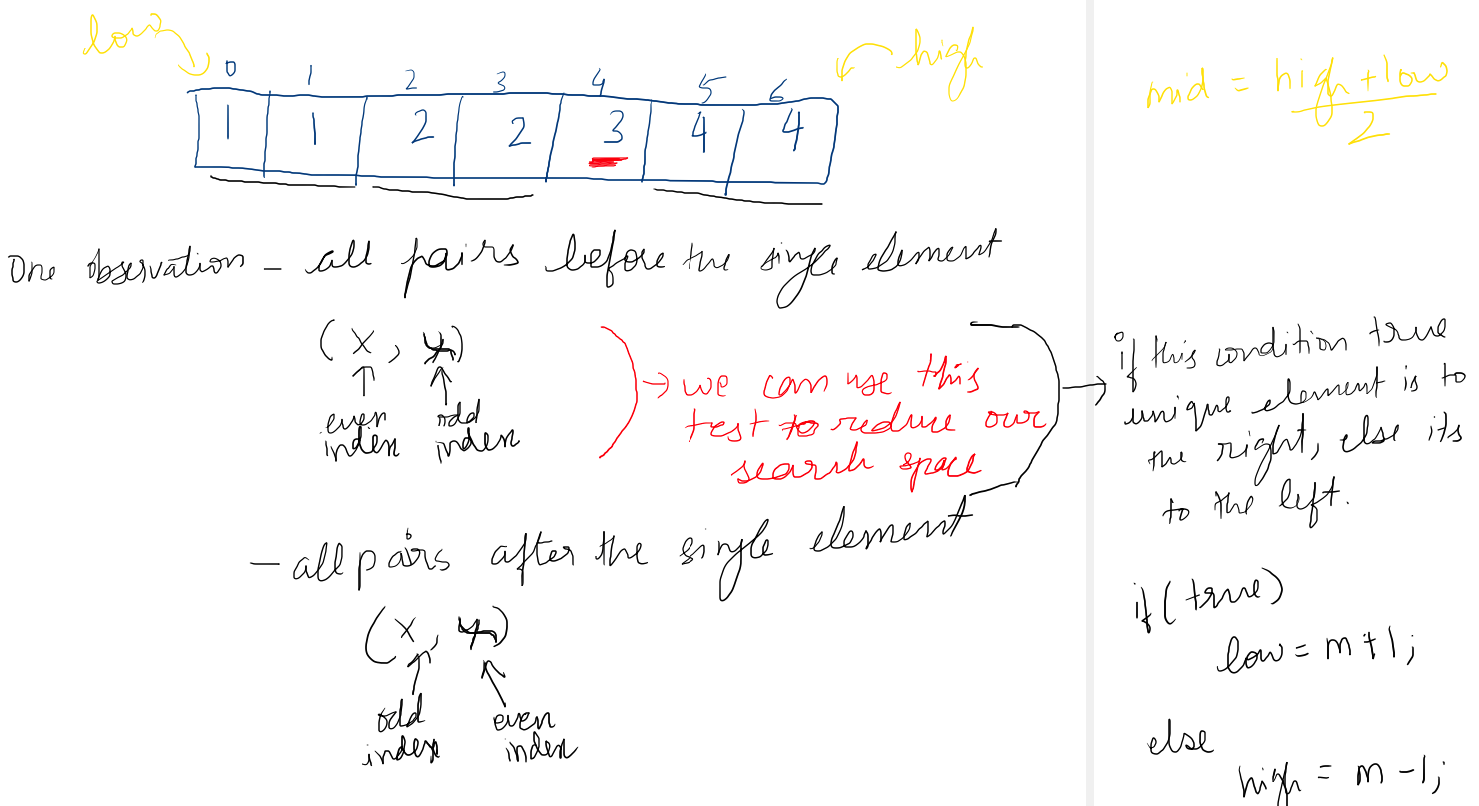 low
high
0 1 2 3 4 5 6
1 1 2 2 3 4 4
mid = high + low
2
One observation - all pairs before the single element
(x, x)
even index
odd index
we can use this
test to reduce our
search space
- all pairs after the single element
(x, x)
odd index
even index
if this condition true
unique element is to
the right, else its
to the left.
if (true)
low = m + 1;
else
high = m - 1;